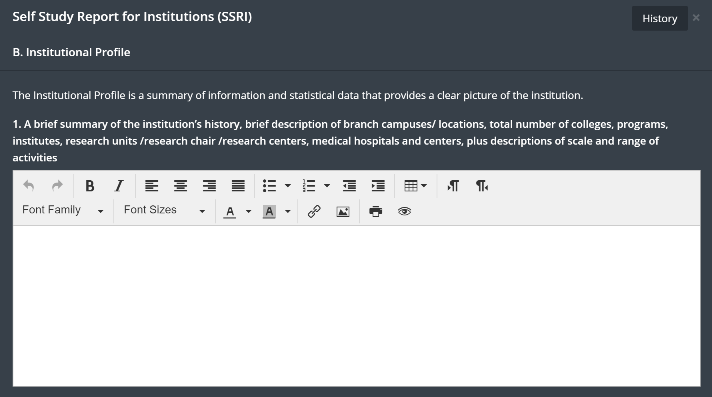 Self Study Report for Institutions (SSRI)
History
B. Institutional Profile
The Institutional Profile is a summary of information and statistical data that provides a clear picture of the institution.
1. A brief summary of the institution's history, brief description of branch campuses/ locations, total number of colleges, programs,
institutes, research units /research chair /research centers, medical hospitals and centers, plus descriptions of scale and range of
activities
Font Family
Font Sizes